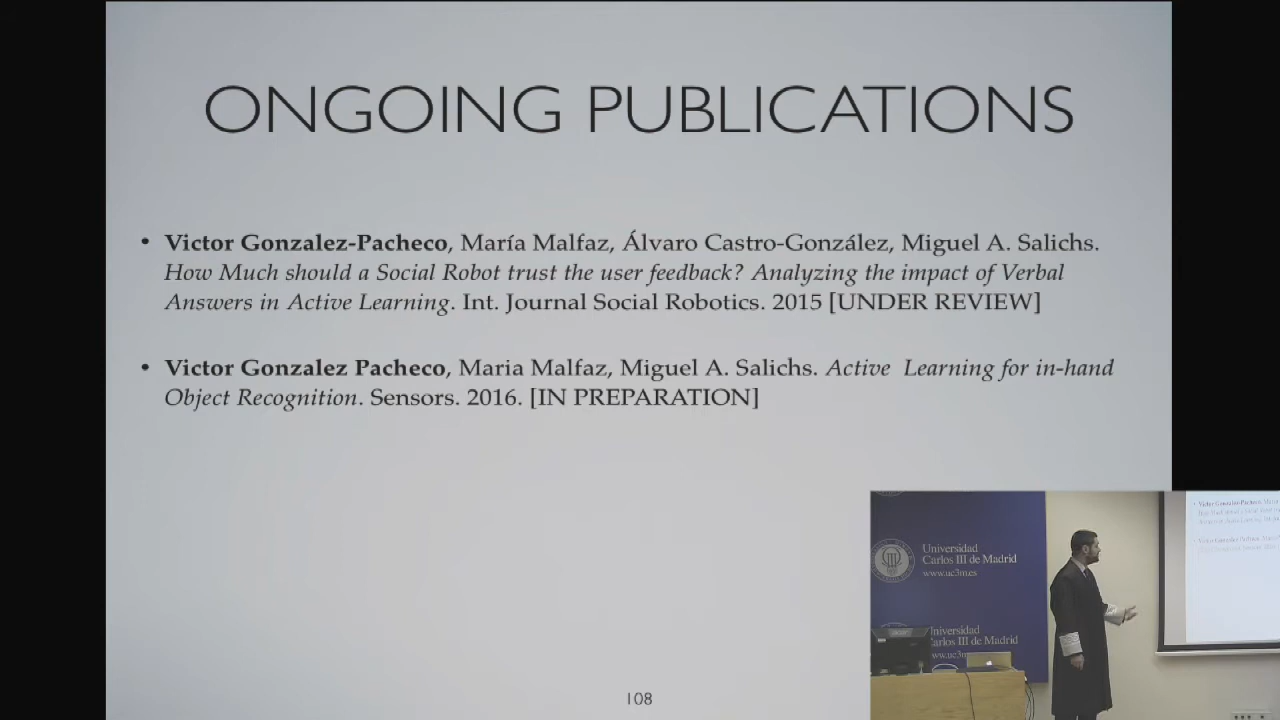 ONGOING PUBLICATIONS
• Victor Gonzalez-Pacheco, María Malfaz, Álvaro Castro-González, Miguel A. Salichs.
How Much should a Social Robot trust the user feedback? Analyzing the impact of Verbal
Answers in Active Learning. Int. Journal Social Robotics. 2015 [UNDER REVIEW]
• Victor Gonzalez Pacheco, Maria Malfaz, Miguel A. Salichs. Active Learning for in-hand
Object Recognition. Sensors. 2016. [IN PREPARATION]
108
Universidad
Carlos III de Madrid
www.uc3m.es
Universidad
Carlos III de Madrid